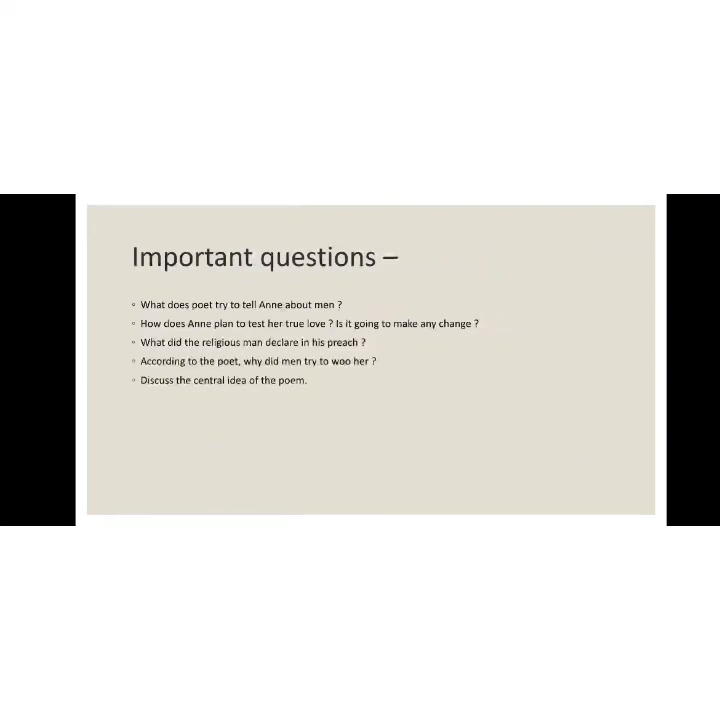 Important questions –
◦ What does poet try to tell Anne about men ?
◦ How does Anne plan to test her true love ? Is it going to make any change ?
◦ What did the religious man declare in his preach ?
◦ According to the poet, why did men try to woo her ?
◦ Discuss the central idea of the poem.